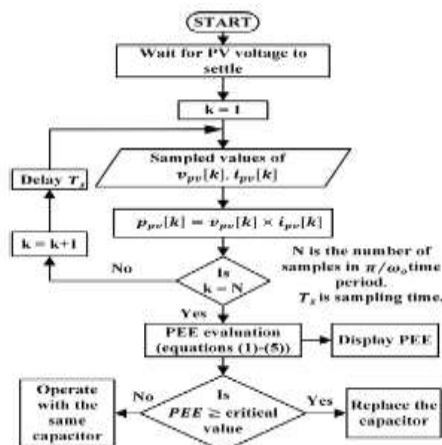 START
Wait for PV voltage to
settle
k = 1
Sampled values of
v_pv[k], i_pv[k]
Delay T_s
p_pv[k] = v_pv[k] × i_pv[k]
k = k+1
No
Is
k = N
N is the number of
samples in π/ω_o time
period.
T_s is sampling time.
Yes
PEE evaluation
(equations (1)-(5))
Display PEE
Operate
with the
same
capacitor
No
Is
PEE ≥ critical
value
Yes
Replace the
capacitor